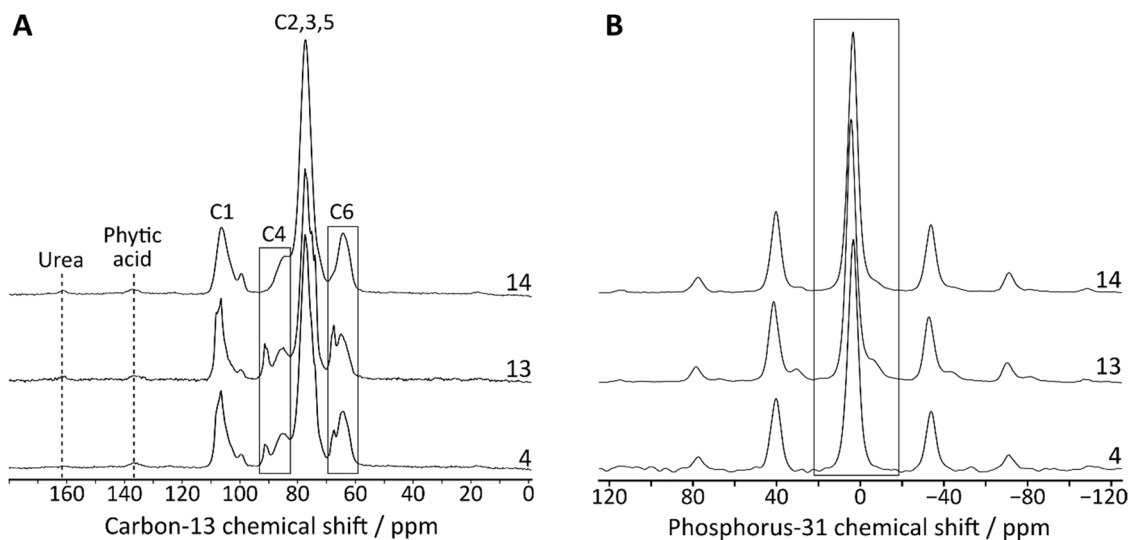 A
C2,3,5
C1
C6
C4
Phytic
acid
Urea
14
13
4
160 140 120 100 80 60 40 20 0
Carbon-13 chemical shift / ppm
B
14
13
4
120 80 40 0 −40 −80 −120
Phosphorus-31 chemical shift / ppm